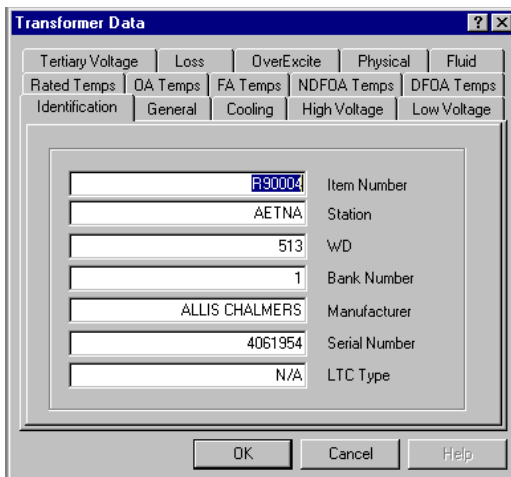 Transformer Data ? ×
Tertiary Voltage Loss OverExcite Physical Fluid
Rated Temps OA Temps FA Temps NDFOA Temps DFOA Temps
Identification General Cooling High Voltage Low Voltage
R90004 Item Number
AETNA Station
513 WD
1 Bank Number
ALLIS CHALMERS Manufacturer
4061954 Serial Number
N/A LTC Type
OK Cancel Help